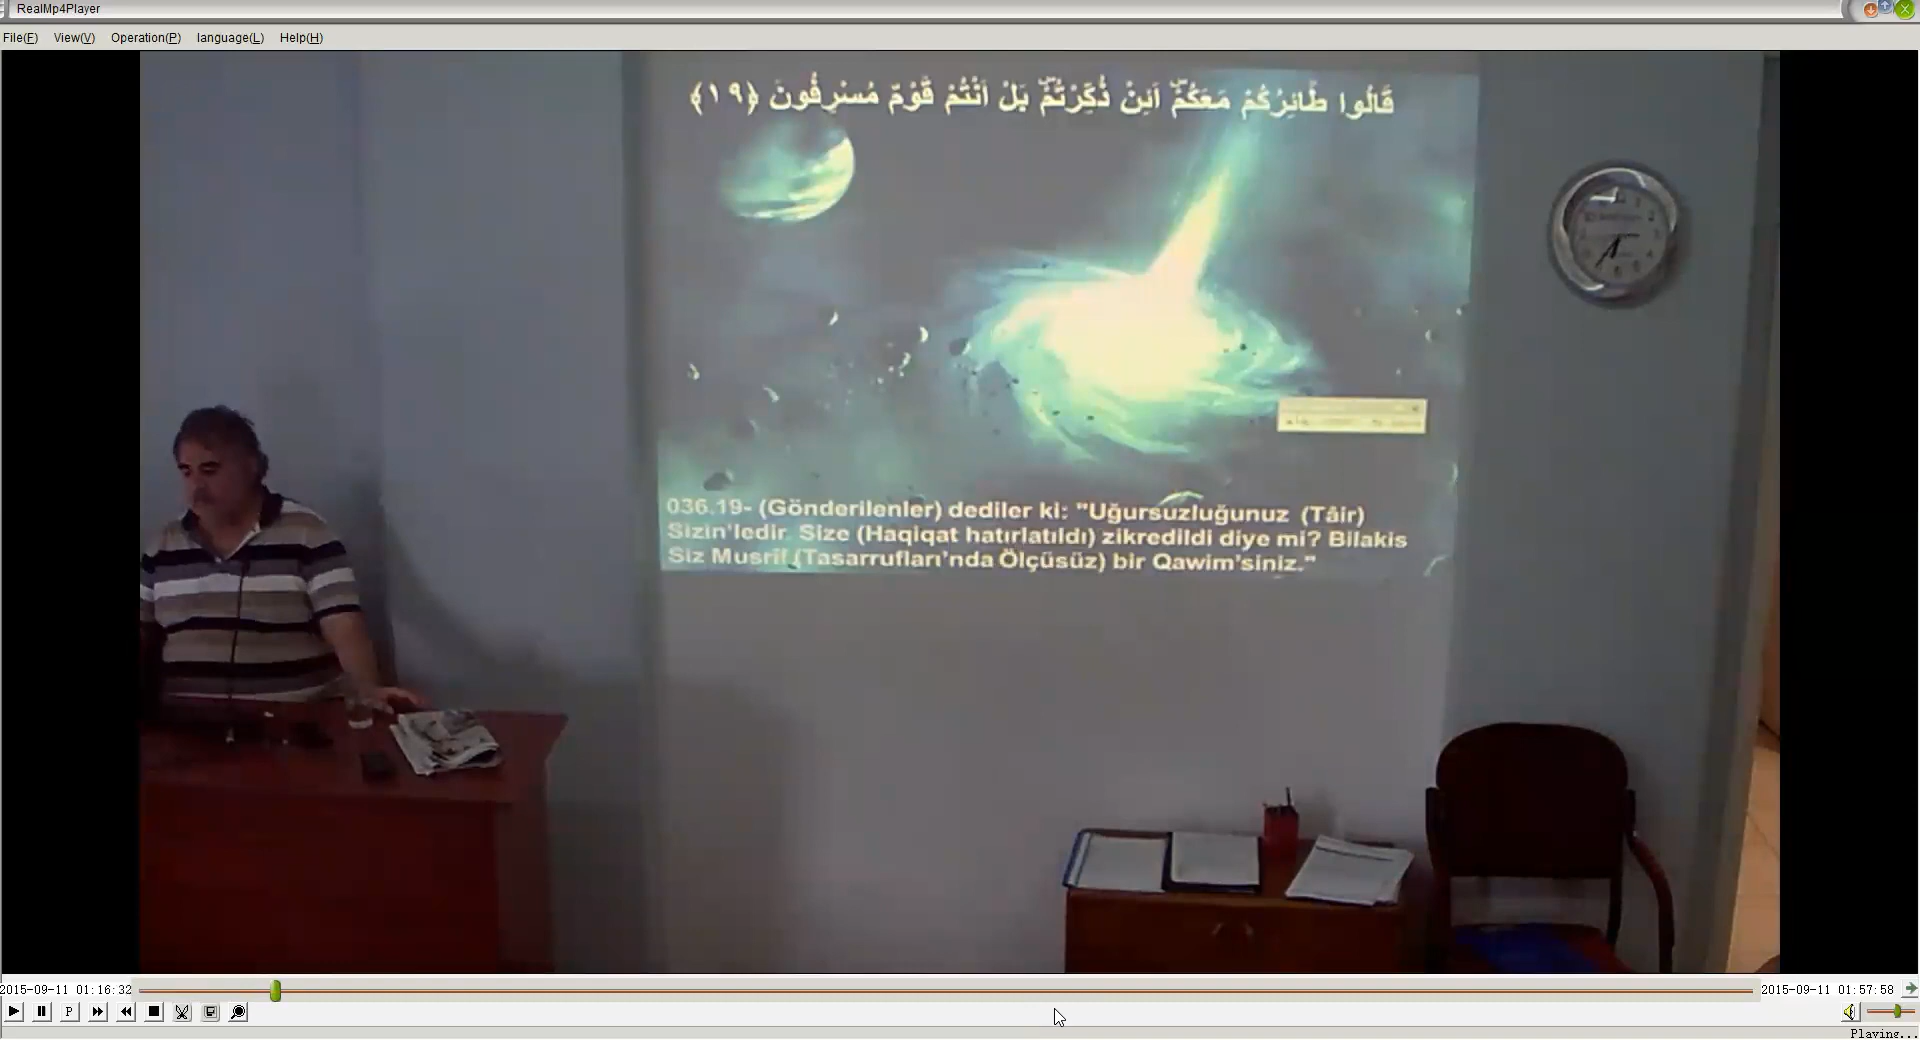 RealMp4Player
File(F) View(V) Operation(P) language(L) Help(H)
قَالُوا طَٓائِرُكُمْ مَعَكُمْۜ اَئِنْ ذُكِّرْتُمْۜ بَلْ اَنْتُمْ قَوْمٌ مُسْرِفُونَ ﴿١٩﴾
036.19- (Gönderilenler) dediler ki: "Uğursuzluğunuz (Tâir)
Sizin'ledir. Size (Haqiqat hatırlatıldı) zikredildi diye mi? Bilakis
Siz Musrif (Tasarrufları'nda Ölçüsüz) bir Qawim'siniz."
2015-09-11 01:16:32 2015-09-11 01:57:58
P
Playing...